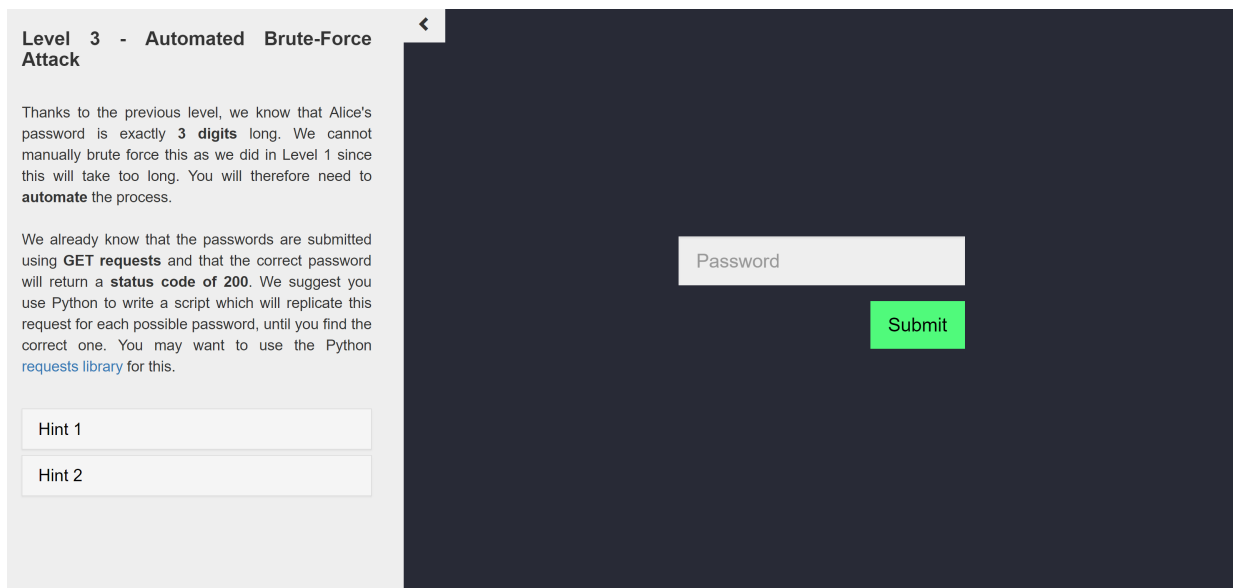 Level 3 - Automated Brute-Force
Attack
Thanks to the previous level, we know that Alice's
password is exactly 3 digits long. We cannot
manually brute force this as we did in Level 1 since
this will take too long. You will therefore need to
automate the process.
We already know that the passwords are submitted
using GET requests and that the correct password
will return a status code of 200. We suggest you
use Python to write a script which will replicate this
request for each possible password, until you find the
correct one. You may want to use the Python
requests library for this.
Hint 1
Hint 2
Password
Submit